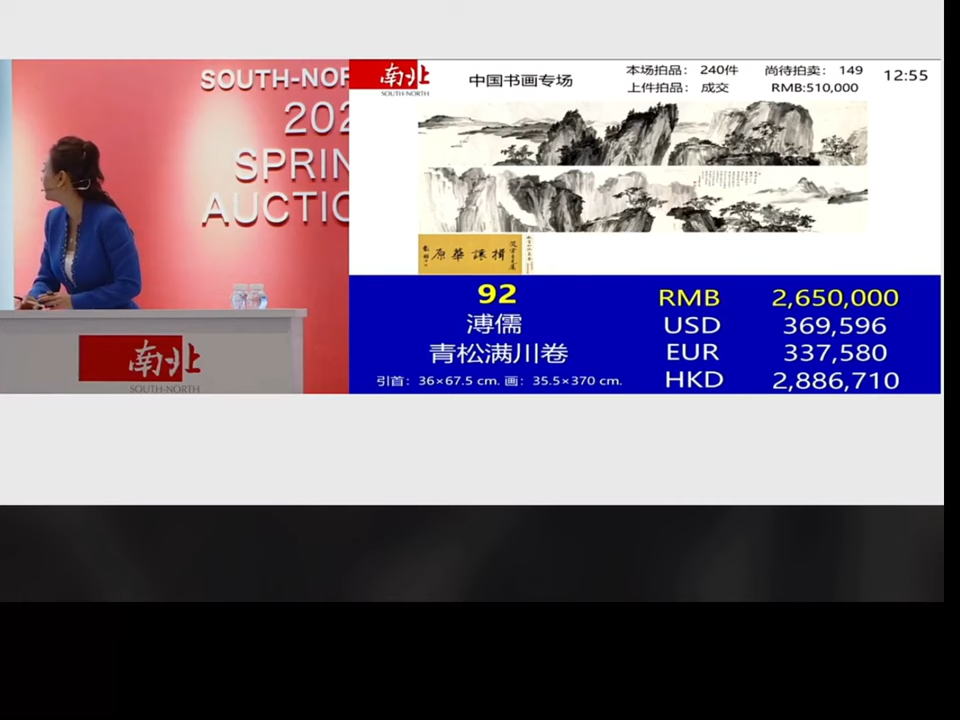 SOUTH-NOR
202
SPRIN
AUCTIO
南北
SOUTH-NORTH
南北
SOUTH-NORTH
中国书画专场
本场拍品： 240件 尚待拍卖： 149
上件拍品： 成交 RMB:510,000
12:55
原華讓揖
92
溥儒
青松满川卷
引首：36×67.5 cm. 画：35.5×370 cm.
RMB 2,650,000
USD 369,596
EUR 337,580
HKD 2,886,710